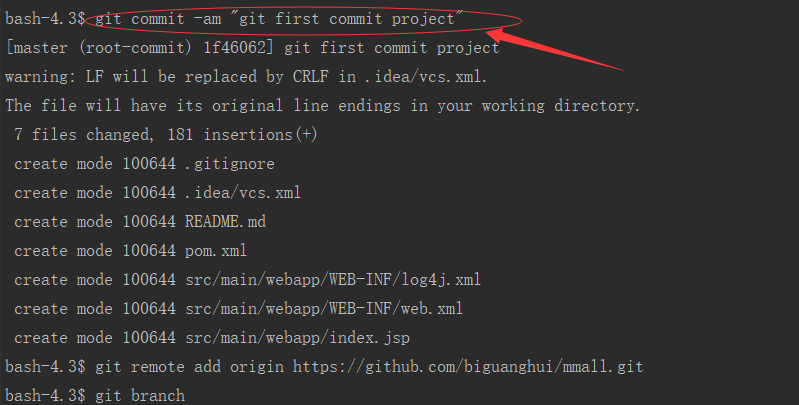 bash-4.3$ git commit -am "git first commit project"
[master (root-commit) 1f46062] git first commit project
warning: LF will be replaced by CRLF in .idea/vcs.xml.
The file will have its original line endings in your working directory.
 7 files changed, 181 insertions(+)
 create mode 100644 .gitignore
 create mode 100644 .idea/vcs.xml
 create mode 100644 README.md
 create mode 100644 pom.xml
 create mode 100644 src/main/webapp/WEB-INF/log4j.xml
 create mode 100644 src/main/webapp/WEB-INF/web.xml
 create mode 100644 src/main/webapp/index.jsp
bash-4.3$ git remote add origin https://github.com/biguanghui/mmall.git
bash-4.3$ git branch